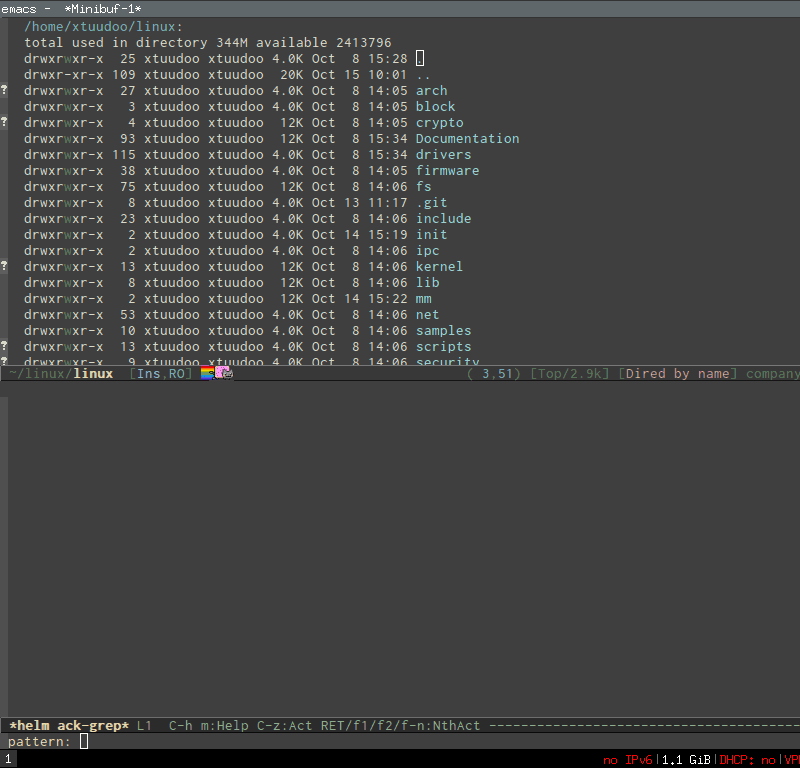 emacs -  *Minibuf-1*
/home/xtuudoo/linux:
total used in directory 344M available 2413796
drwxrwxr-x  25 xtuudoo xtuudoo 4.0K Oct  8 15:28 .
drwxr-xr-x 109 xtuudoo xtuudoo  20K Oct 15 10:01 ..
? drwxrwxr-x  27 xtuudoo xtuudoo 4.0K Oct  8 14:05 arch
drwxrwxr-x   3 xtuudoo xtuudoo 4.0K Oct  8 14:05 block
? drwxrwxr-x   4 xtuudoo xtuudoo  12K Oct  8 14:05 crypto
drwxrwxr-x  93 xtuudoo xtuudoo  12K Oct  8 15:34 Documentation
drwxrwxr-x 115 xtuudoo xtuudoo 4.0K Oct  8 15:34 drivers
drwxrwxr-x  38 xtuudoo xtuudoo 4.0K Oct  8 14:05 firmware
drwxrwxr-x  75 xtuudoo xtuudoo  12K Oct  8 14:06 fs
drwxrwxr-x   8 xtuudoo xtuudoo 4.0K Oct 13 11:17 .git
drwxrwxr-x  23 xtuudoo xtuudoo 4.0K Oct  8 14:06 include
drwxrwxr-x   2 xtuudoo xtuudoo 4.0K Oct 14 15:19 init
drwxrwxr-x   2 xtuudoo xtuudoo 4.0K Oct  8 14:06 ipc
? drwxrwxr-x  13 xtuudoo xtuudoo  12K Oct  8 14:06 kernel
drwxrwxr-x   8 xtuudoo xtuudoo  12K Oct  8 14:06 lib
drwxrwxr-x   2 xtuudoo xtuudoo  12K Oct 14 15:22 mm
drwxrwxr-x  53 xtuudoo xtuudoo 4.0K Oct  8 14:06 net
drwxrwxr-x  10 xtuudoo xtuudoo 4.0K Oct  8 14:06 samples
? drwxrwxr-x  13 xtuudoo xtuudoo 4.0K Oct  8 14:06 scripts
? drwxrwxr-x   9 xtuudoo xtuudoo 4.0K Oct  8 14:06 security
~/linux/linux  [Ins,RO] ( 3,51) [Top/2.9k] [Dired by name] company
*helm ack-grep* L1  C-h m:Help C-z:Act RET/f1/f2/f-n:NthAct ---------------------------------------
pattern:
1 no IPv6|1.1 GiB|DHCP: no|VP